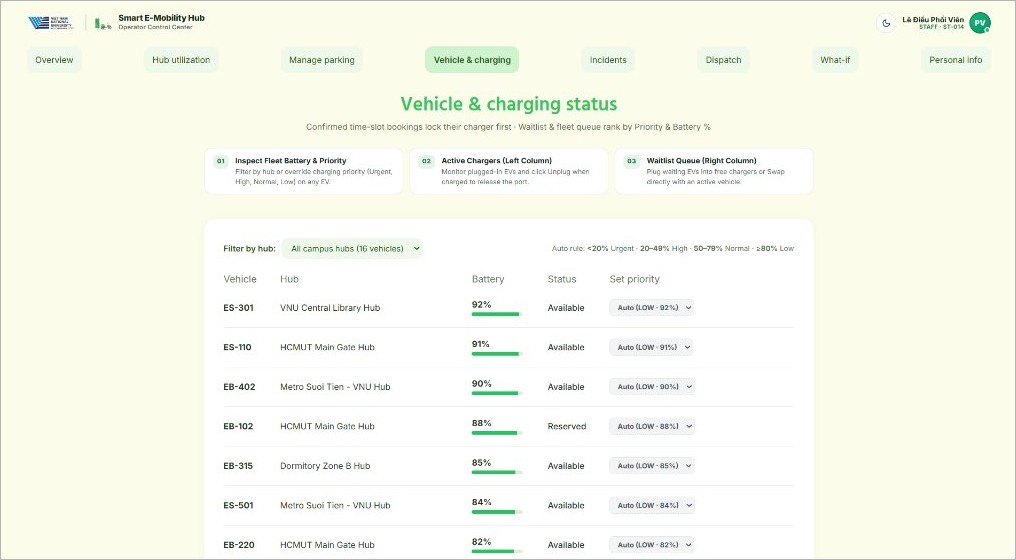 VIET NAM
NATIONAL
UNIVERSITY
Smart E-Mobility Hub
Operator Control Center
Lê Điều Phối Viên
STAFF · ST-014
PV
Overview
Hub utilization
Manage parking
Vehicle & charging
Incidents
Dispatch
What-if
Personal info
Vehicle & charging status
Confirmed time-slot bookings lock their charger first · Waitlist & fleet queue rank by Priority & Battery %
01 Inspect Fleet Battery & Priority
Filter by hub or override charging priority (Urgent,
High, Normal, Low) on any EV.
02 Active Chargers (Left Column)
Monitor plugged-in EVs and click Unplug when
charged to release the port.
03 Waitlist Queue (Right Column)
Plug waiting EVs into free chargers or Swap
directly with an active vehicle.
Filter by hub: All campus hubs (16 vehicles)
Auto rule: <20% Urgent · 20–49% High · 50–79% Normal · ≥80% Low
Vehicle Hub Battery Status Set priority
ES-301 VNU Central Library Hub 92% Available Auto (LOW · 92%)
ES-110 HCMUT Main Gate Hub 91% Available Auto (LOW · 91%)
EB-402 Metro Suoi Tien - VNU Hub 90% Available Auto (LOW · 90%)
EB-102 HCMUT Main Gate Hub 88% Reserved Auto (LOW · 88%)
EB-315 Dormitory Zone B Hub 85% Available Auto (LOW · 85%)
ES-501 Metro Suoi Tien - VNU Hub 84% Available Auto (LOW · 84%)
EB-220 HCMUT Main Gate Hub 82% Available Auto (LOW · 82%)